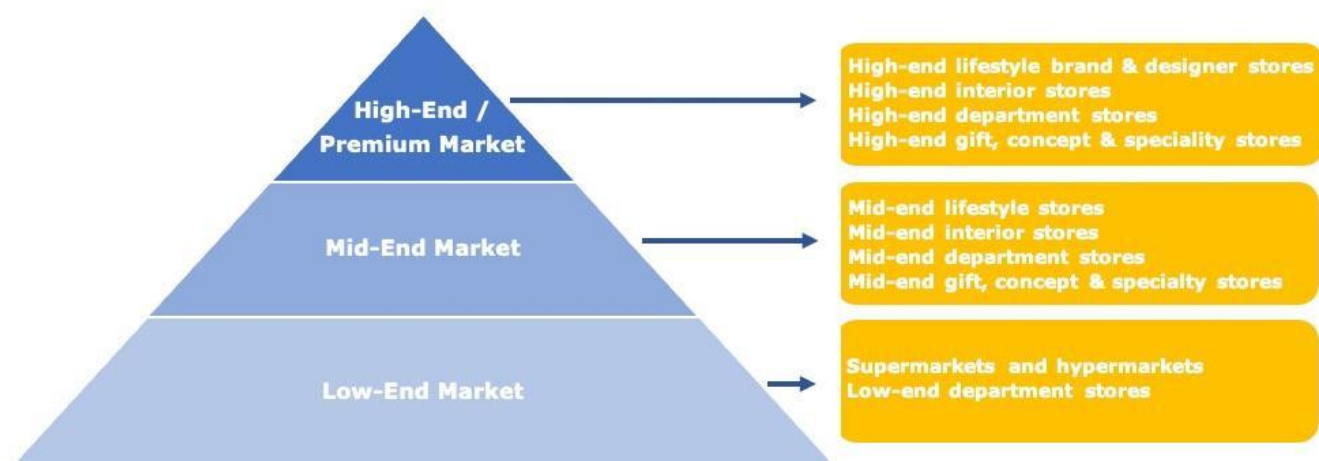 High-End /
Premium Market
High-end lifestyle brand & designer stores
High-end interior stores
High-end department stores
High-end gift, concept & speciality stores
Mid-End Market
Mid-end lifestyle stores
Mid-end interior stores
Mid-end department stores
Mid-end gift, concept & specialty stores
Low-End Market
Supermarkets and hypermarkets
Low-end department stores